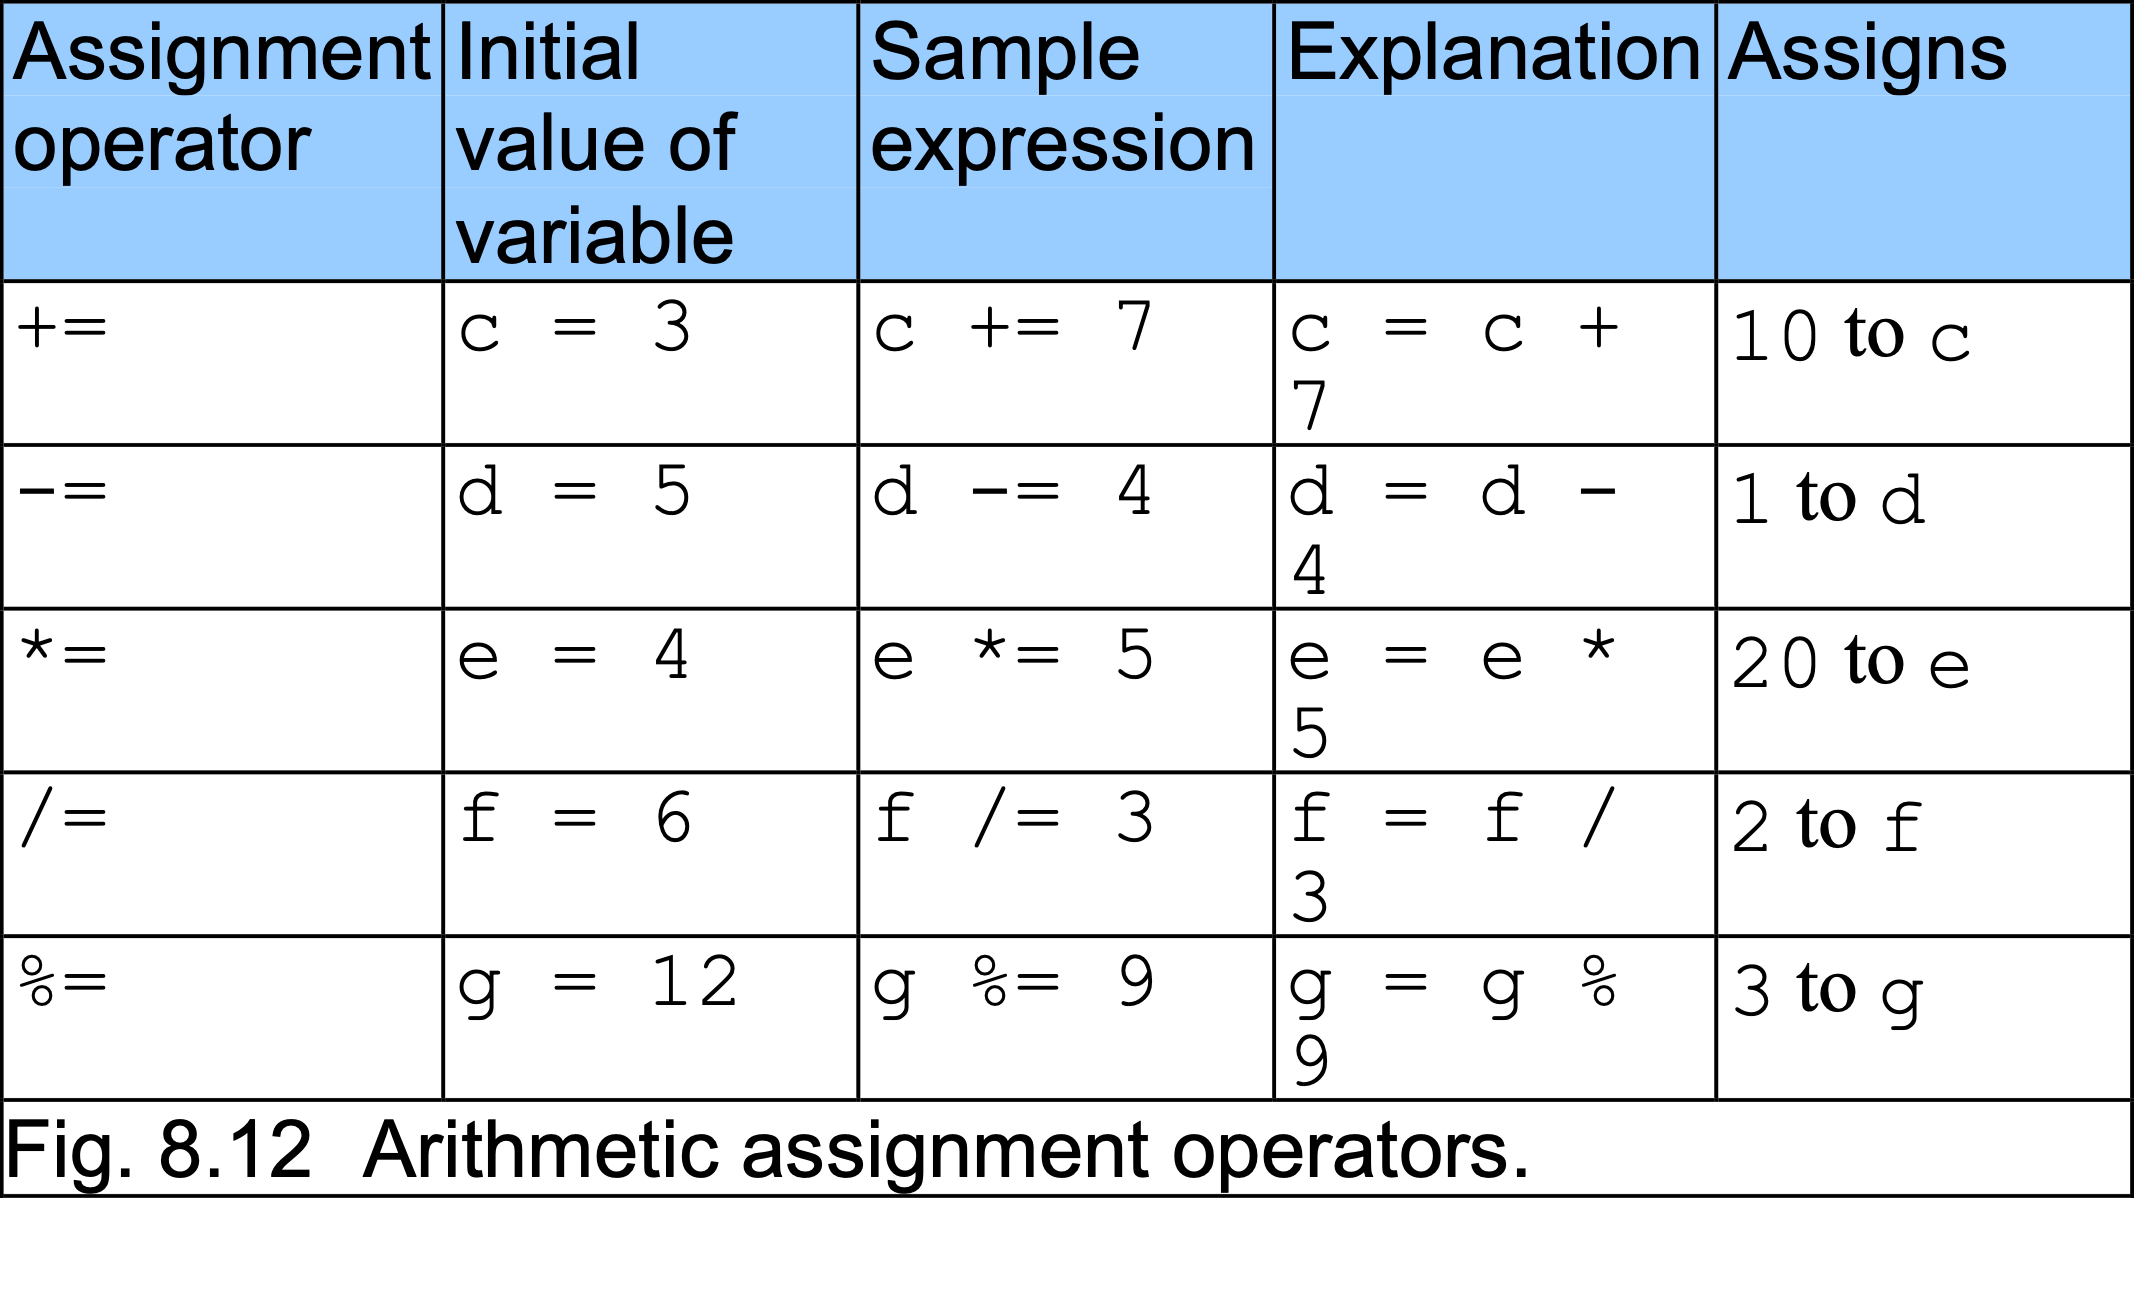 Assignment operator | Initial value of variable | Sample expression | Explanation | Assigns
+= | c = 3 | c += 7 | c = c + 7 | 10 to c
-= | d = 5 | d -= 4 | d = d - 4 | 1 to d
*= | e = 4 | e *= 5 | e = e * 5 | 20 to e
/= | f = 6 | f /= 3 | f = f / 3 | 2 to f
%= | g = 12 | g %= 9 | g = g % 9 | 3 to g
Fig. 8.12 Arithmetic assignment operators.